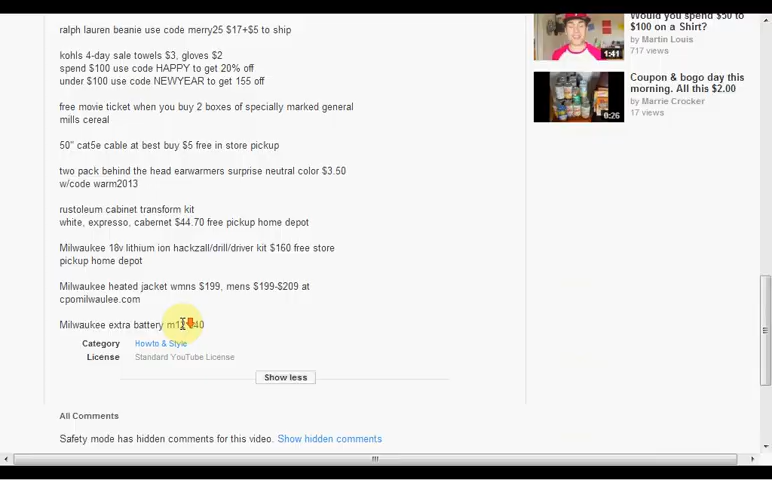 ralph lauren beanie use code merry25 $17+$5 to ship
kohls 4-day sale towels $3, gloves $2
spend $100 use code HAPPY to get 20% off
under $100 use code NEWYEAR to get 155 off
free movie ticket when you buy 2 boxes of specially marked general
mills cereal
50" cat5e cable at best buy $5 free in store pickup
two pack behind the head earwarmers surprise neutral color $3.50
w/code warm2013
rustoleum cabinet transform kit
white, expresso, cabernet $44.70 free pickup home depot
Milwaukee 18v lithium ion hackzall/drill/driver kit $160 free store
pickup home depot
Milwaukee heated jacket wmns $199, mens $199-$209 at
cpomilwaulee.com
Milwaukee extra battery
Category Howto & Style
License Standard YouTube License
Show less
All Comments
Safety mode has hidden comments for this video. Show hidden comments
Would you spend $50 to
$100 on a Shirt?
by Martin Louis
717 views
1:41
Coupon & bogo day this
morning. All this $2.00
by Marrie Crocker
17 views
0:26